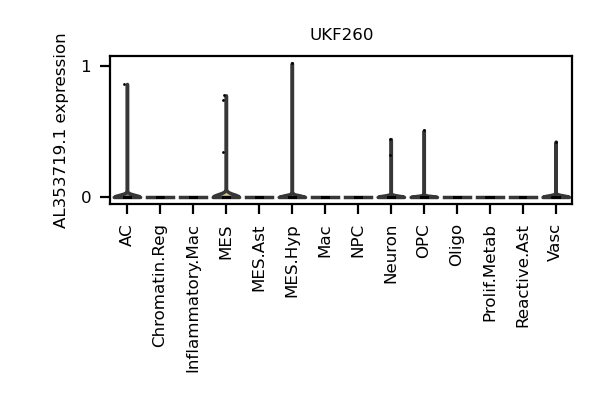 UKF260
AL353719.1 expression
1
0
AC
Chromatin.Reg
Inflammatory.Mac
MES
MES.Ast
MES.Hyp
Mac
NPC
Neuron
OPC
Oligo
Prolif.Metab
Reactive.Ast
Vasc